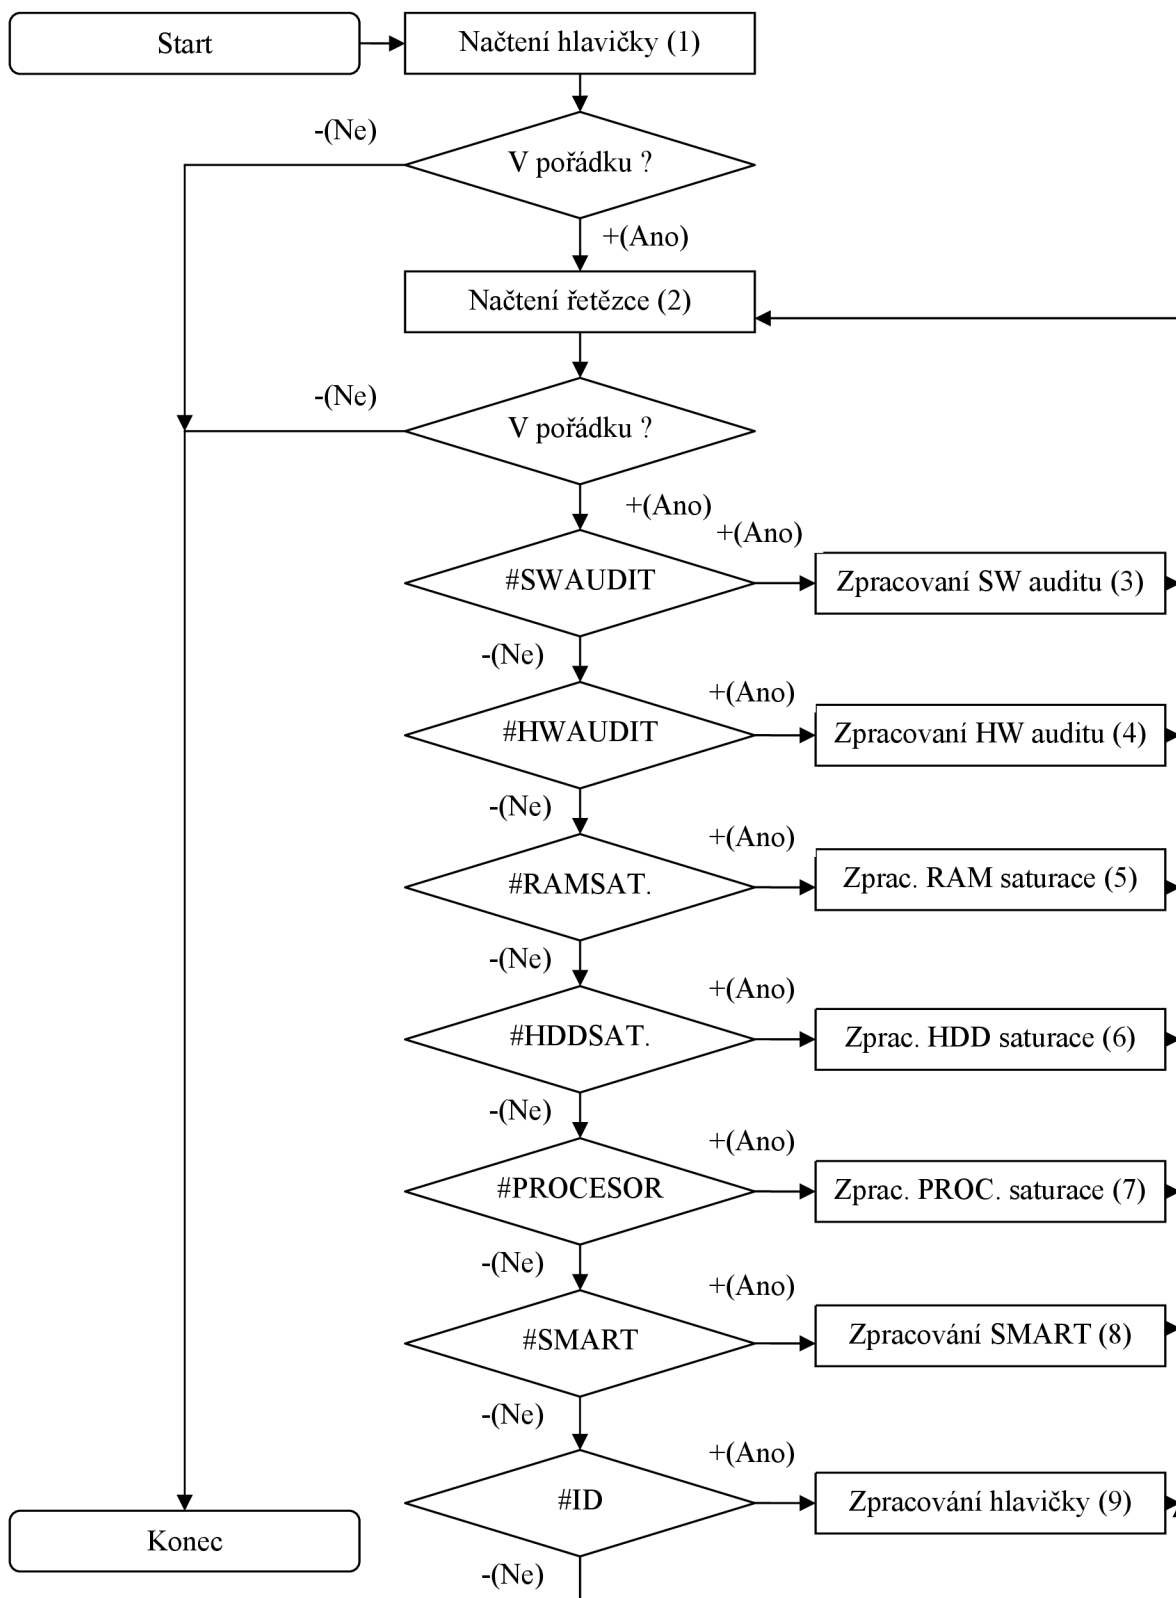 Start
Načtení hlavičky (1)
-(Ne)
V pořádku ?
+(Ano)
Načtení řetězce (2)
-(Ne)
V pořádku ?
+(Ano)
+(Ano)
#SWAUDIT
Zpracovaní SW auditu (3)
-(Ne)
+(Ano)
#HWAUDIT
Zpracovaní HW auditu (4)
-(Ne)
+(Ano)
#RAMSAT.
Zprac. RAM saturace (5)
-(Ne)
+(Ano)
#HDDSAT.
Zprac. HDD saturace (6)
-(Ne)
+(Ano)
#PROCESOR
Zprac. PROC. saturace (7)
-(Ne)
+(Ano)
#SMART
Zpracování SMART (8)
-(Ne)
+(Ano)
#ID
Zpracování hlavičky (9)
Konec
-(Ne)